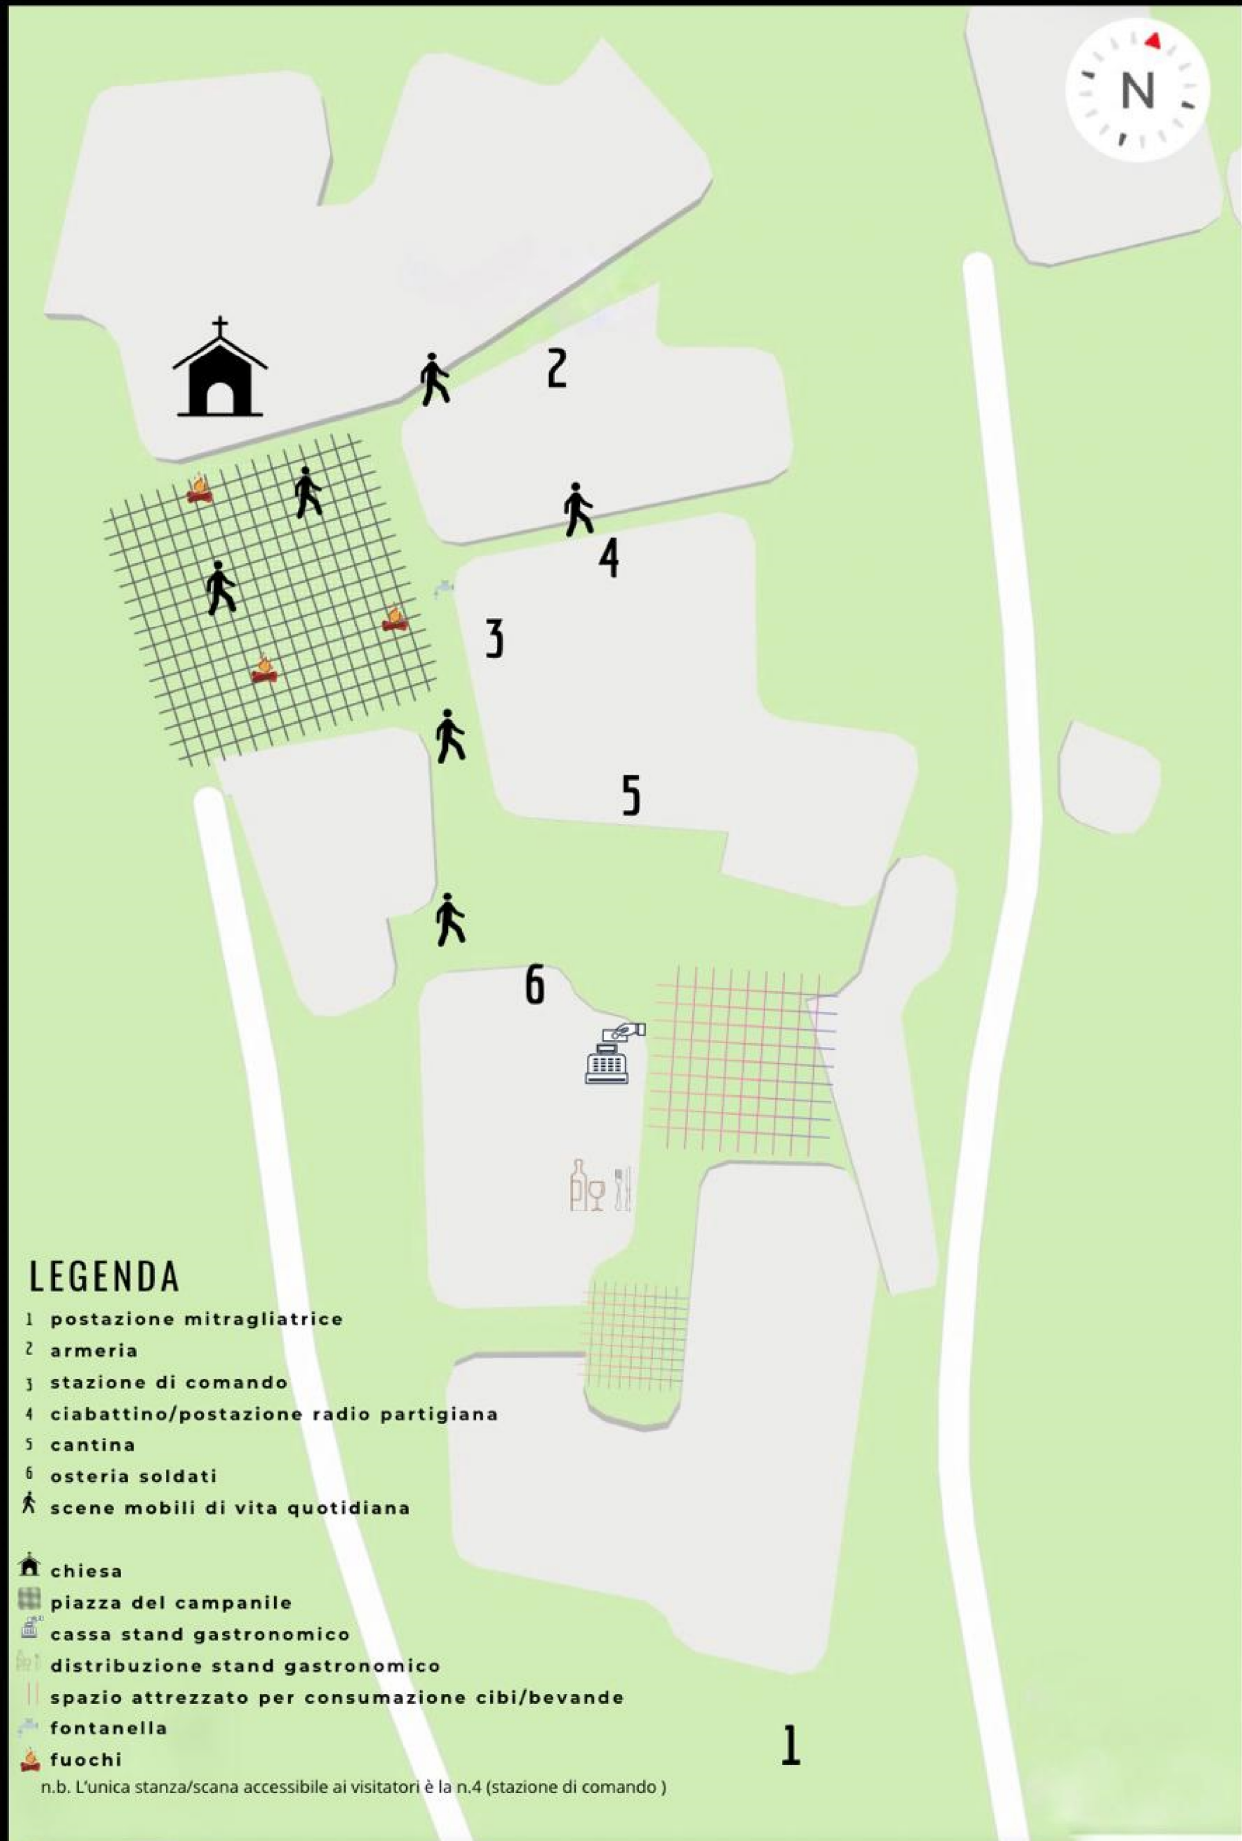 N
2
4
3
5
6
LEGENDA
1 postazione mitragliatrice
2 armeria
3 stazione di comando
4 ciabattino/postazione radio partigiana
5 cantina
6 osteria soldati
scene mobili di vita quotidiana
chiesa
piazza del campanile
cassa stand gastronomico
distribuzione stand gastronomico
spazio attrezzato per consumazione cibi/bevande
fontanella
1
fuochi
n.b. L'unica stanza/scana accessibile ai visitatori è la n.4 (stazione di comando )